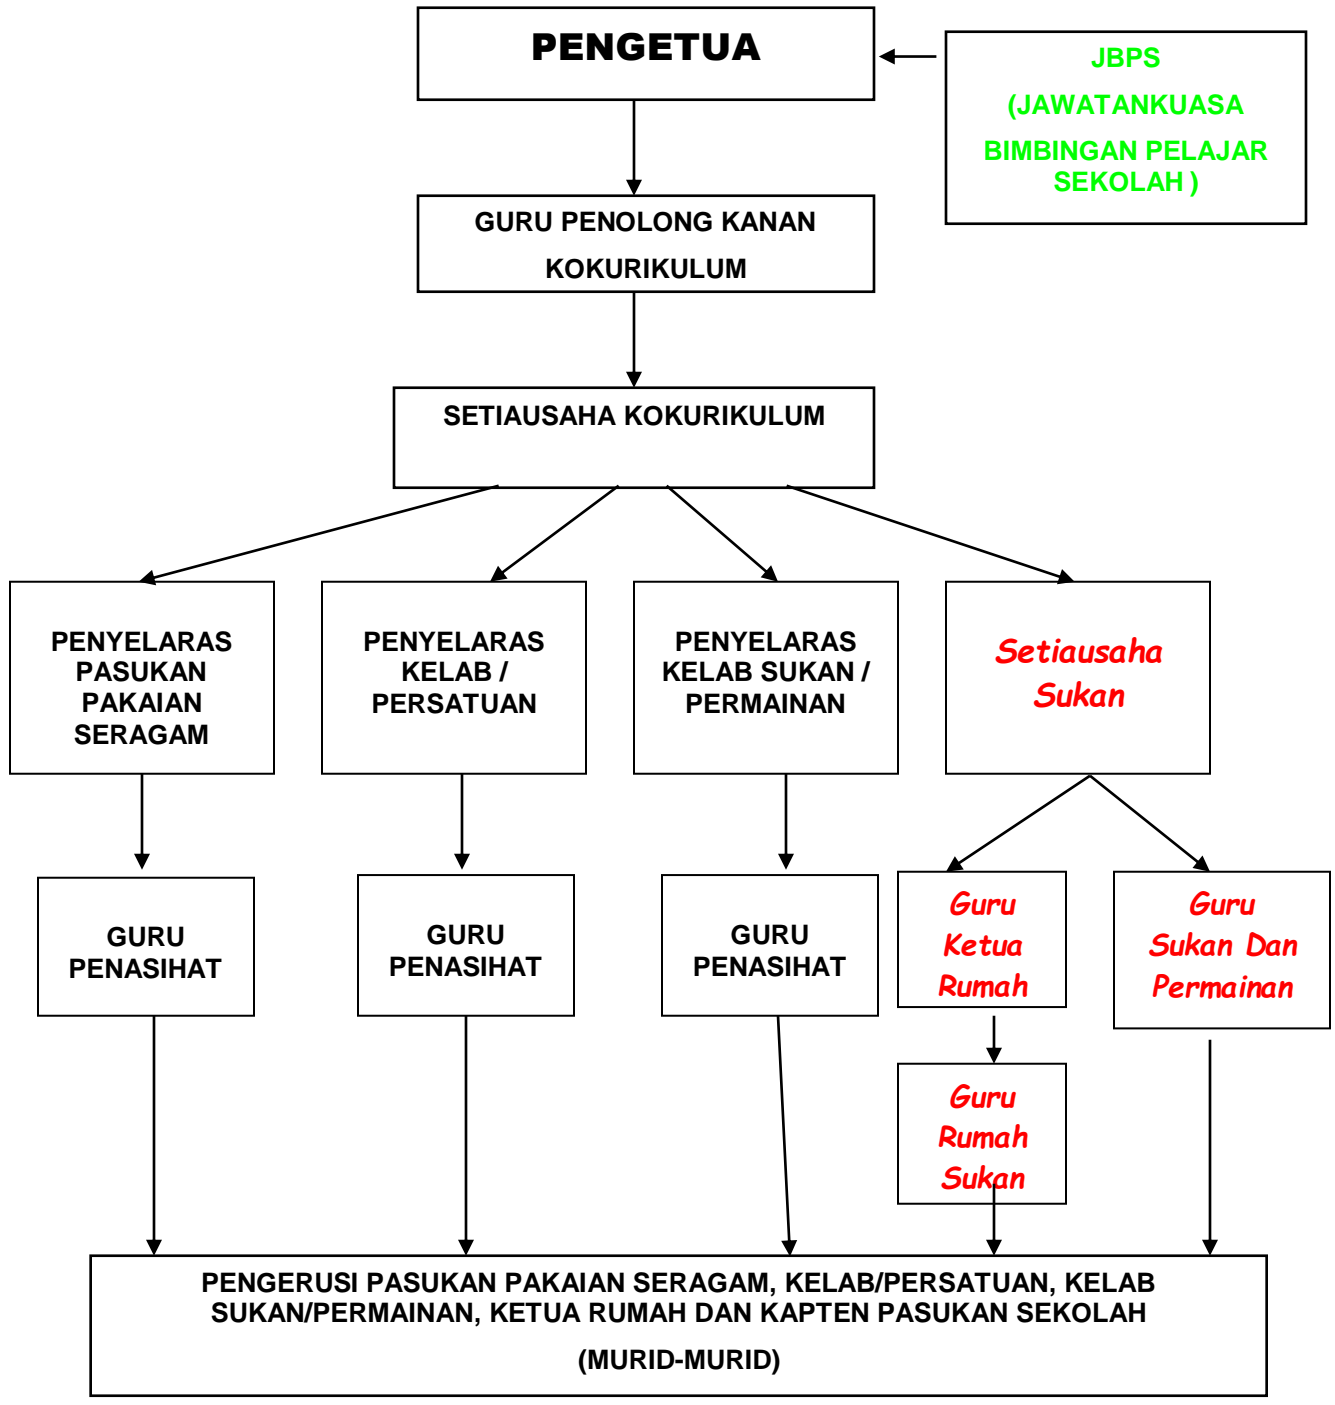 PENGETUA
JBPS
(JAWATANKUASA
BIMBINGAN PELAJAR
SEKOLAH )
GURU PENOLONG KANAN
KOKURIKULUM
SETIAUSAHA KOKURIKULUM
PENYELARAS
PASUKAN
PAKAIAN
SERAGAM
PENYELARAS
KELAB /
PERSATUAN
PENYELARAS
KELAB SUKAN /
PERMAINAN
Setiausaha
Sukan
GURU
PENASIHAT
GURU
PENASIHAT
GURU
PENASIHAT
Guru
Ketua
Rumah
Guru
Sukan Dan
Permainan
Guru
Rumah
Sukan
PENGERUSI PASUKAN PAKAIAN SERAGAM, KELAB/PERSATUAN, KELAB
SUKAN/PERMAINAN, KETUA RUMAH DAN KAPTEN PASUKAN SEKOLAH
(MURID-MURID)